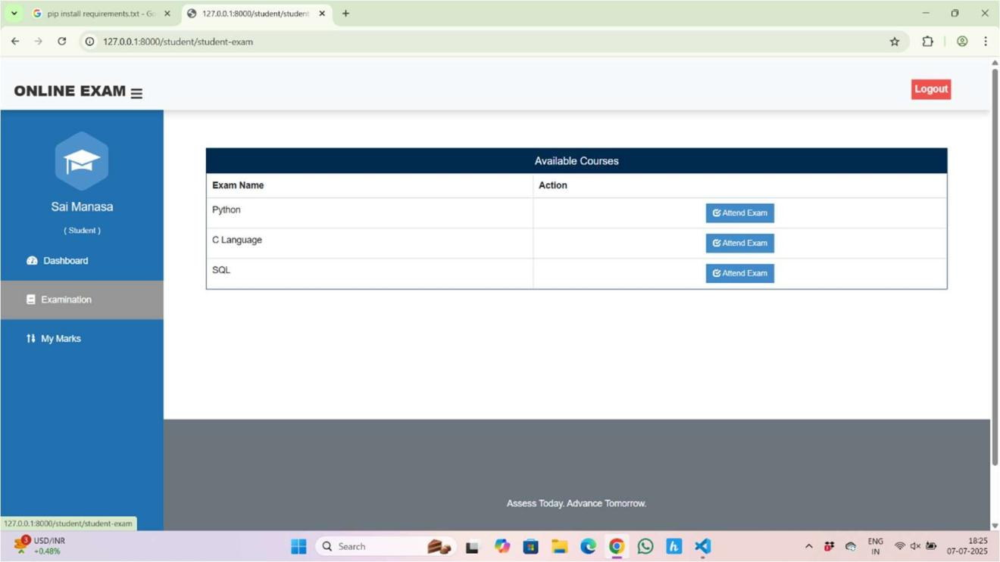 pip install requirements.txt - Go
127.0.0.1:8000/student/student
127.0.0.1:8000/student/student-exam
ONLINE EXAM
Logout
Sai Manasa
( Student )
Dashboard
Examination
My Marks
Available Courses
Exam Name Action
Python Attend Exam
C Language Attend Exam
SQL Attend Exam
Assess Today. Advance Tomorrow.
127.0.0.1:8000/student/student-exam
3
USD/INR
+0.48%
Search
h
ENG
IN
18:25
07-07-2025